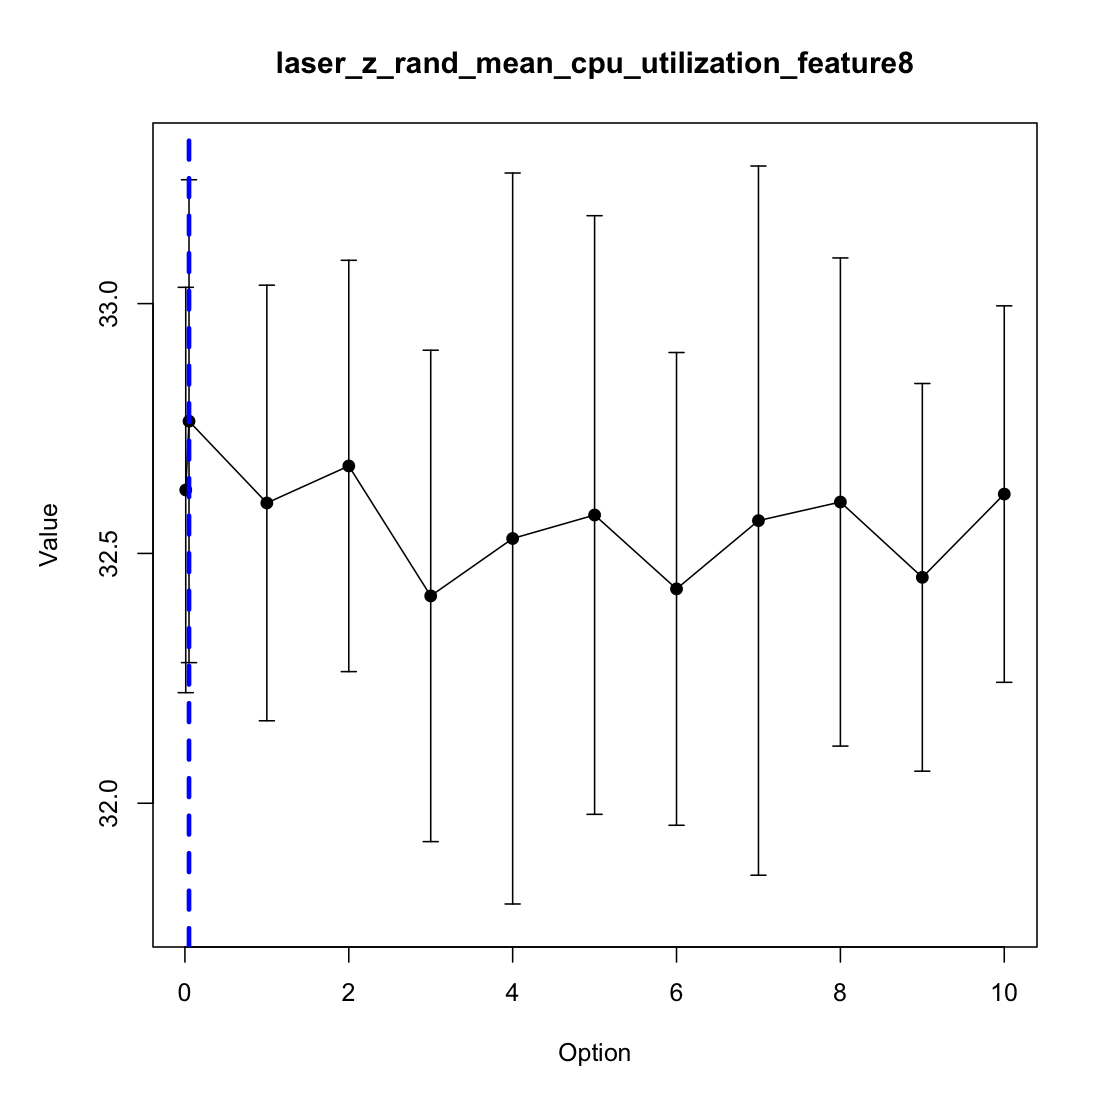 laser_z_rand_mean_cpu_utilization_feature8
Value
33.0
32.5
32.0
0 2 4 6 8 10
Option